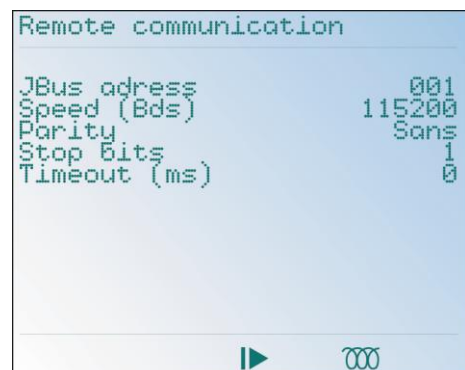 Remote communication
JBus adress 001
Speed (Bds) 115200
Parity Sans
Stop bits 1
Timeout (ms) 0